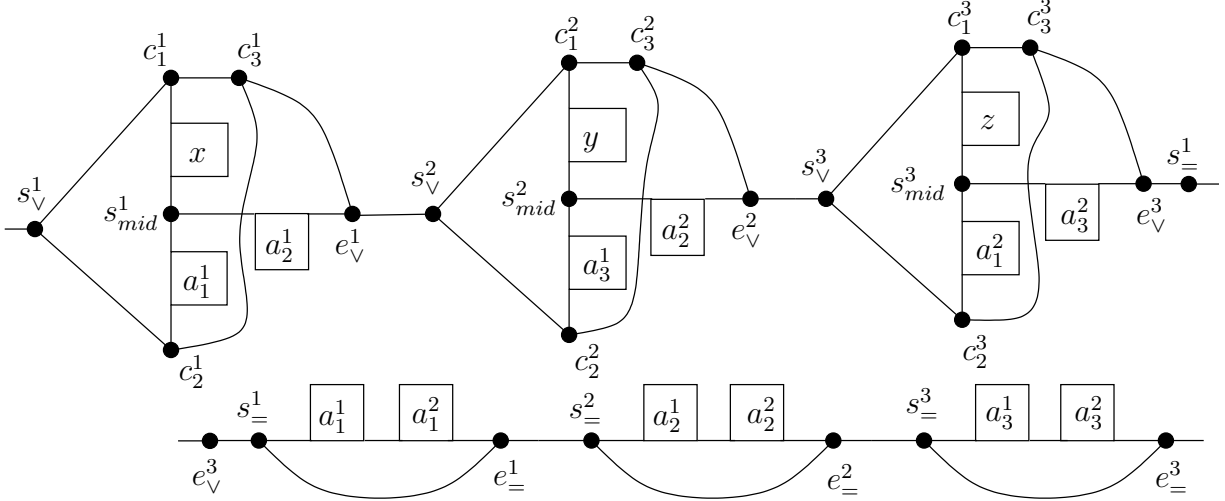 c_1^1 c_3^1 c_1^2 c_3^2 c_1^3 c_3^3
x y z
s_∨^1 s_mid^1 s_∨^2 s_mid^2 s_∨^3 s_mid^3 s_=^1
a_2^1 e_∨^1 a_2^2 e_∨^2 a_3^2 e_∨^3
a_1^1 a_3^1 a_1^2
c_2^1 c_2^2 c_2^3
s_=^1 a_1^1 a_1^2 s_=^2 a_2^1 a_2^2 s_=^3 a_3^1 a_3^2
e_∨^3 e_=^1 e_=^2 e_=^3